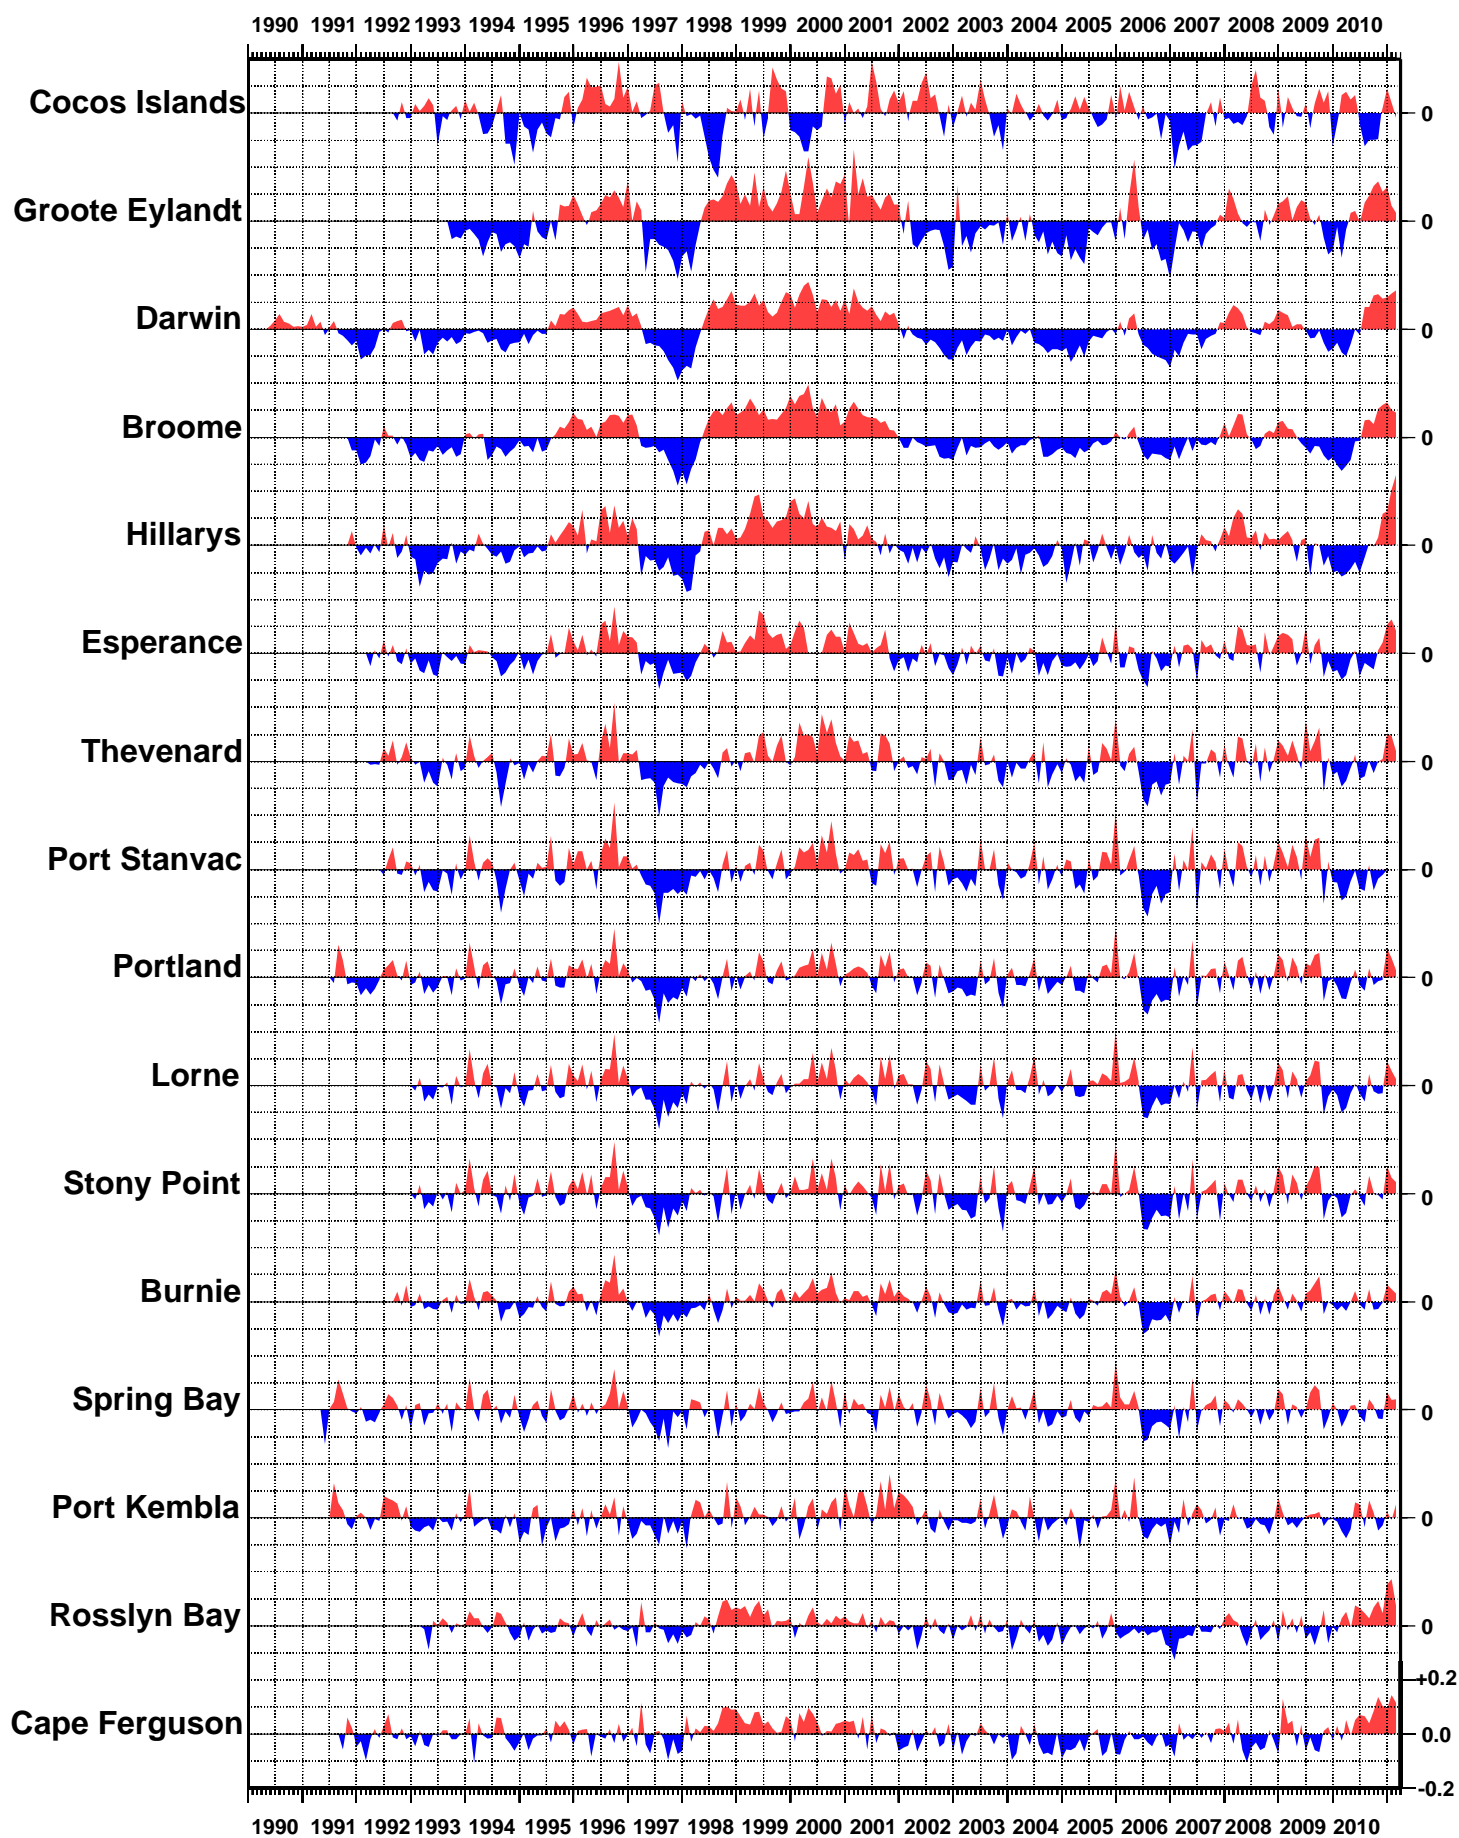 1990 1991 1992 1993 1994 1995 1996 1997 1998 1999 2000 2001 2002 2003 2004 2005 2006 2007 2008 2009 2010
Cocos Islands 0
Groote Eylandt 0
Darwin 0
Broome 0
Hillarys 0
Esperance 0
Thevenard 0
Port Stanvac 0
Portland 0
Lorne 0
Stony Point 0
Burnie 0
Spring Bay 0
Port Kembla 0
Rosslyn Bay 0
+0.2
Cape Ferguson 0.0
-0.2
1990 1991 1992 1993 1994 1995 1996 1997 1998 1999 2000 2001 2002 2003 2004 2005 2006 2007 2008 2009 2010